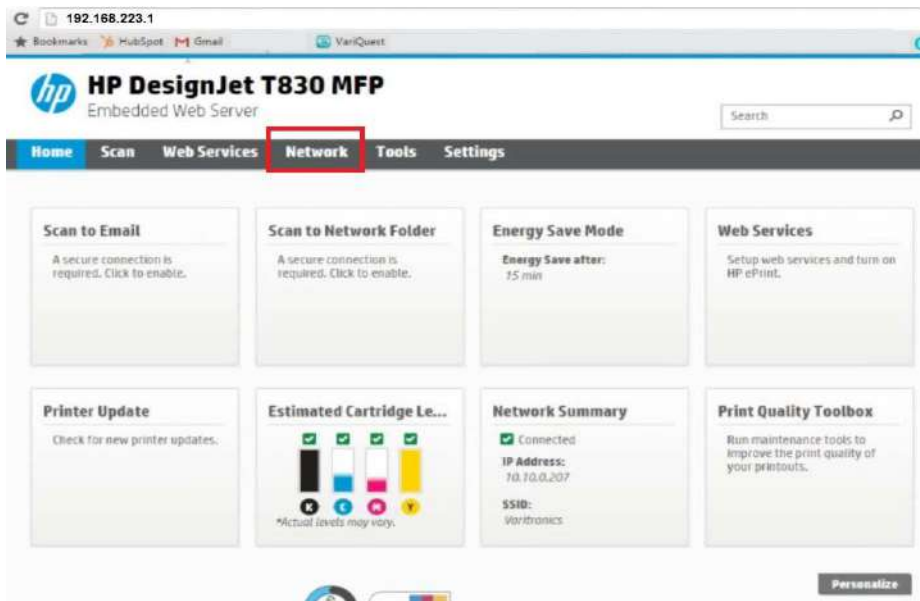 192.168.223.1
Bookmarks HubSpot Gmail VariQuest
hp HP DesignJet T830 MFP
Embedded Web Server
Search
Home Scan Web Services Network Tools Settings
Scan to Email Scan to Network Folder Energy Save Mode Web Services
A secure connection is required. Click to enable.
A secure connection is required. Click to enable.
Energy Save after:
15 min
Setup web services and turn on
HP ePrint.
Printer Update Estimated Cartridge Le... Network Summary Print Quality Toolbox
Check for new printer updates.
K C M Y
*Actual levels may vary.
Connected
IP Address:
10.10.0.207
SSID:
Varitronics
Run maintenance tools to
improve the print quality of
your printouts.
Personalize